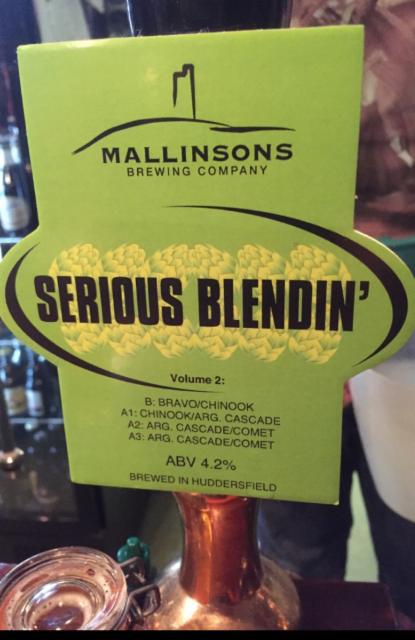 MALLINSONS
BREWING COMPANY
SERIOUS BLENDIN'
Volume 2:
B: BRAVO/CHINOOK
A1: CHINOOK/ARG. CASCADE
A2: ARG. CASCADE/COMET
A3: ARG. CASCADE/COMET
ABV 4.2%
BREWED IN HUDDERSFIELD